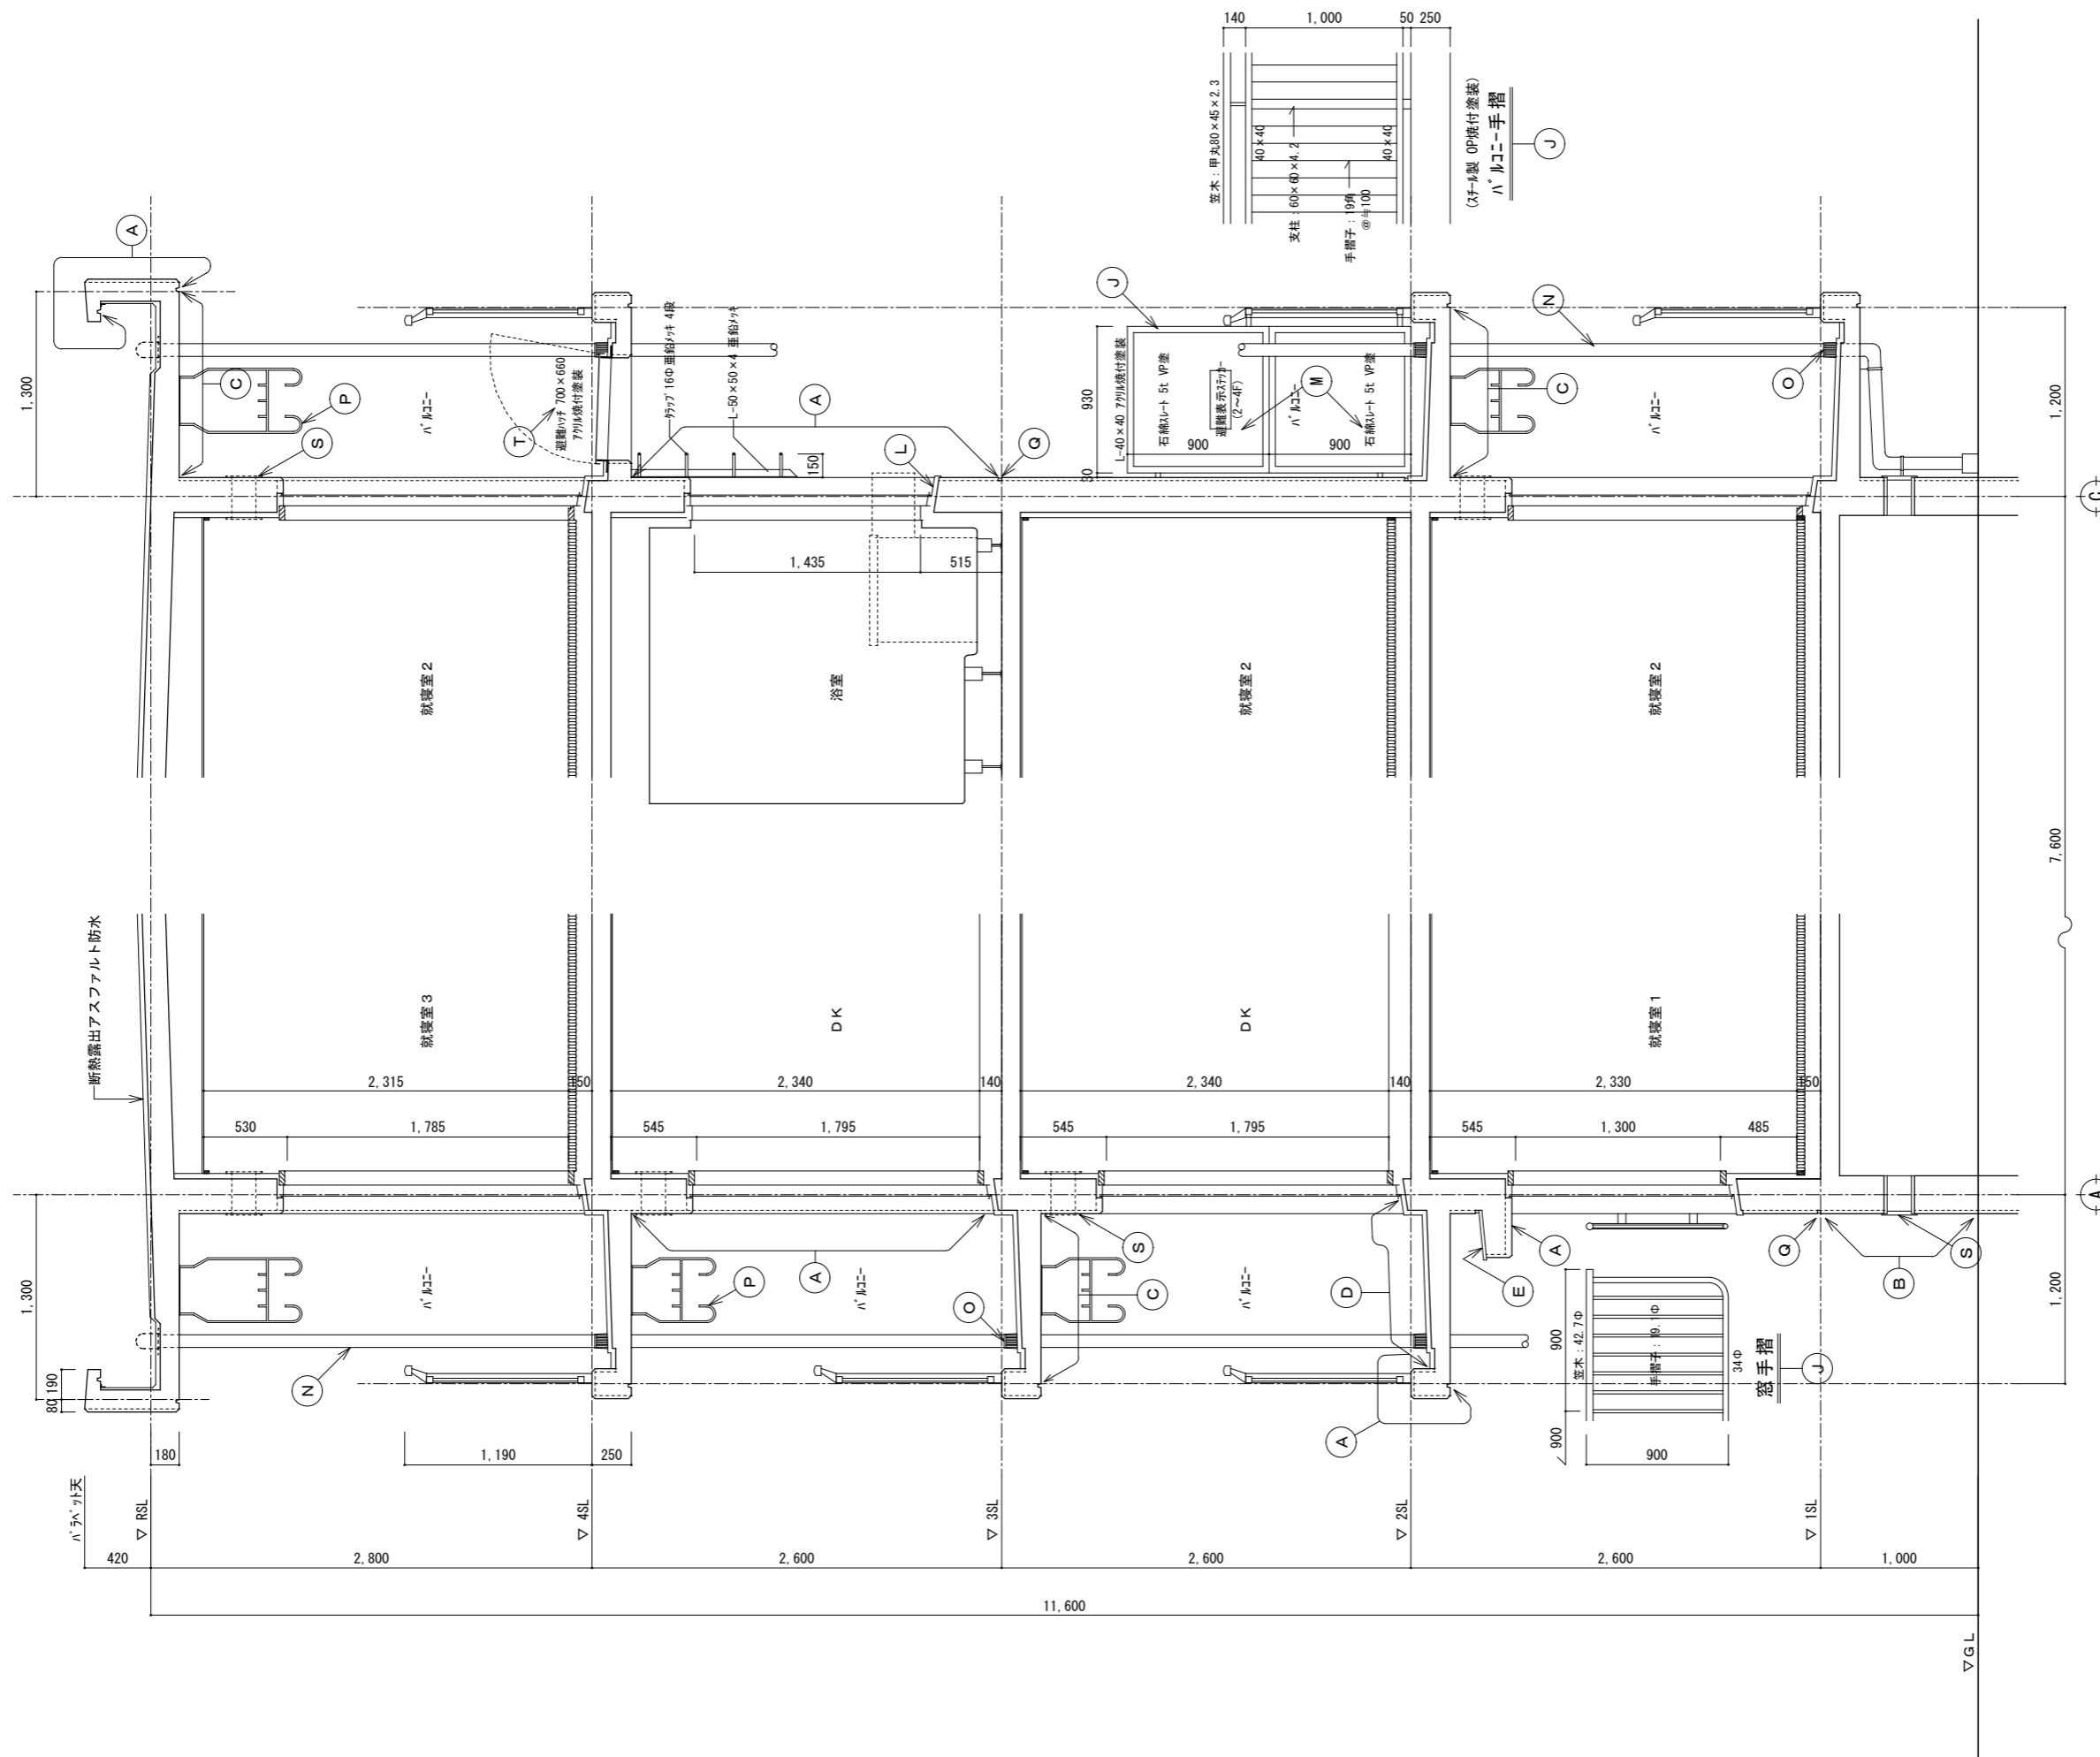 140
1,000
50 250
笠木：甲丸80×45×2.3
40×40
支柱：60×60×4.2
40×40
手摺子：19角
@≒100
(スチール製 OP焼付塗装)
バルコニー手摺
J
A
1,300
C
P
S
バルコニー
T
避難ハッチ 700×660
アクリル焼付塗装
タラップ 16Φ 亜鉛メッキ 4段
L-50×50×4 亜鉛メッキ
A
150
L
Q
J
930
30
L-40×40 アクリル焼付塗装
石綿スレート 5t VP塗
900
避難表示ステッカー
(2〜4F)
バルコニー
M
900
石綿スレート 5t VP塗
N
C
バルコニー
O
1,200
C
1,435
515
就寝室2
浴室
就寝室2
就寝室2
7,600
断熱露出アスファルト防水
就寝室3
DK
DK
就寝室1
2,315
150
2,340
140
2,340
140
2,330
150
530
1,785
545
1,795
545
1,795
545
1,300
485
A
1,300
バルコニー
P
A
バルコニー
S
C
バルコニー
D
E
A
Q
B
S
1,200
O
N
80 190
A
900
900
笠木：42.7Φ
手摺子：19.1Φ
34Φ
窓手摺
J
900
180
1,190
250
パラペット天
▽ RSL
▽ 4SL
▽ 3SL
▽ 2SL
▽ 1SL
420
2,800
2,600
2,600
2,600
1,000
11,600
▽GL